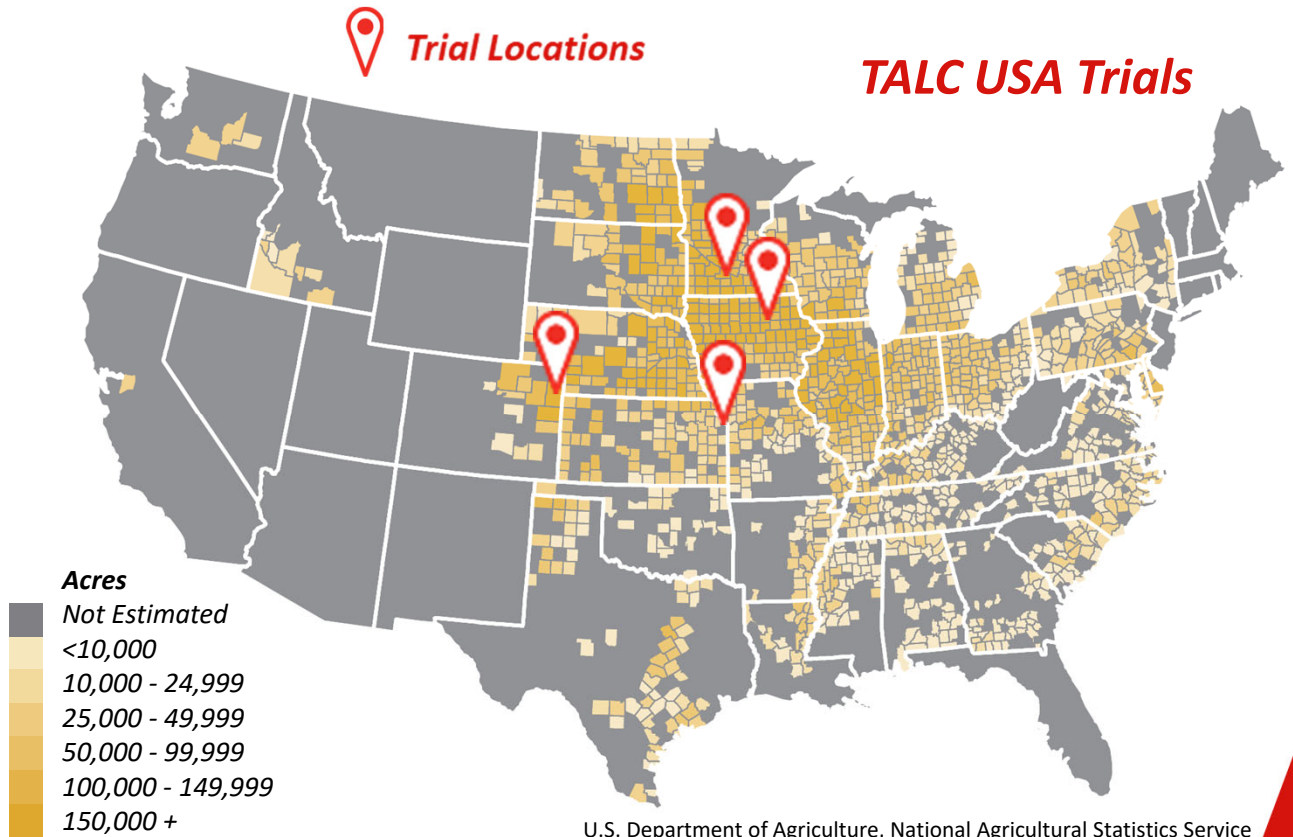 Trial Locations
TALC USA Trials
Acres
Not Estimated
<10,000
10,000 - 24,999
25,000 - 49,999
50,000 - 99,999
100,000 - 149,999
150,000 +
U.S. Department of Agriculture, National Agricultural Statistics Service